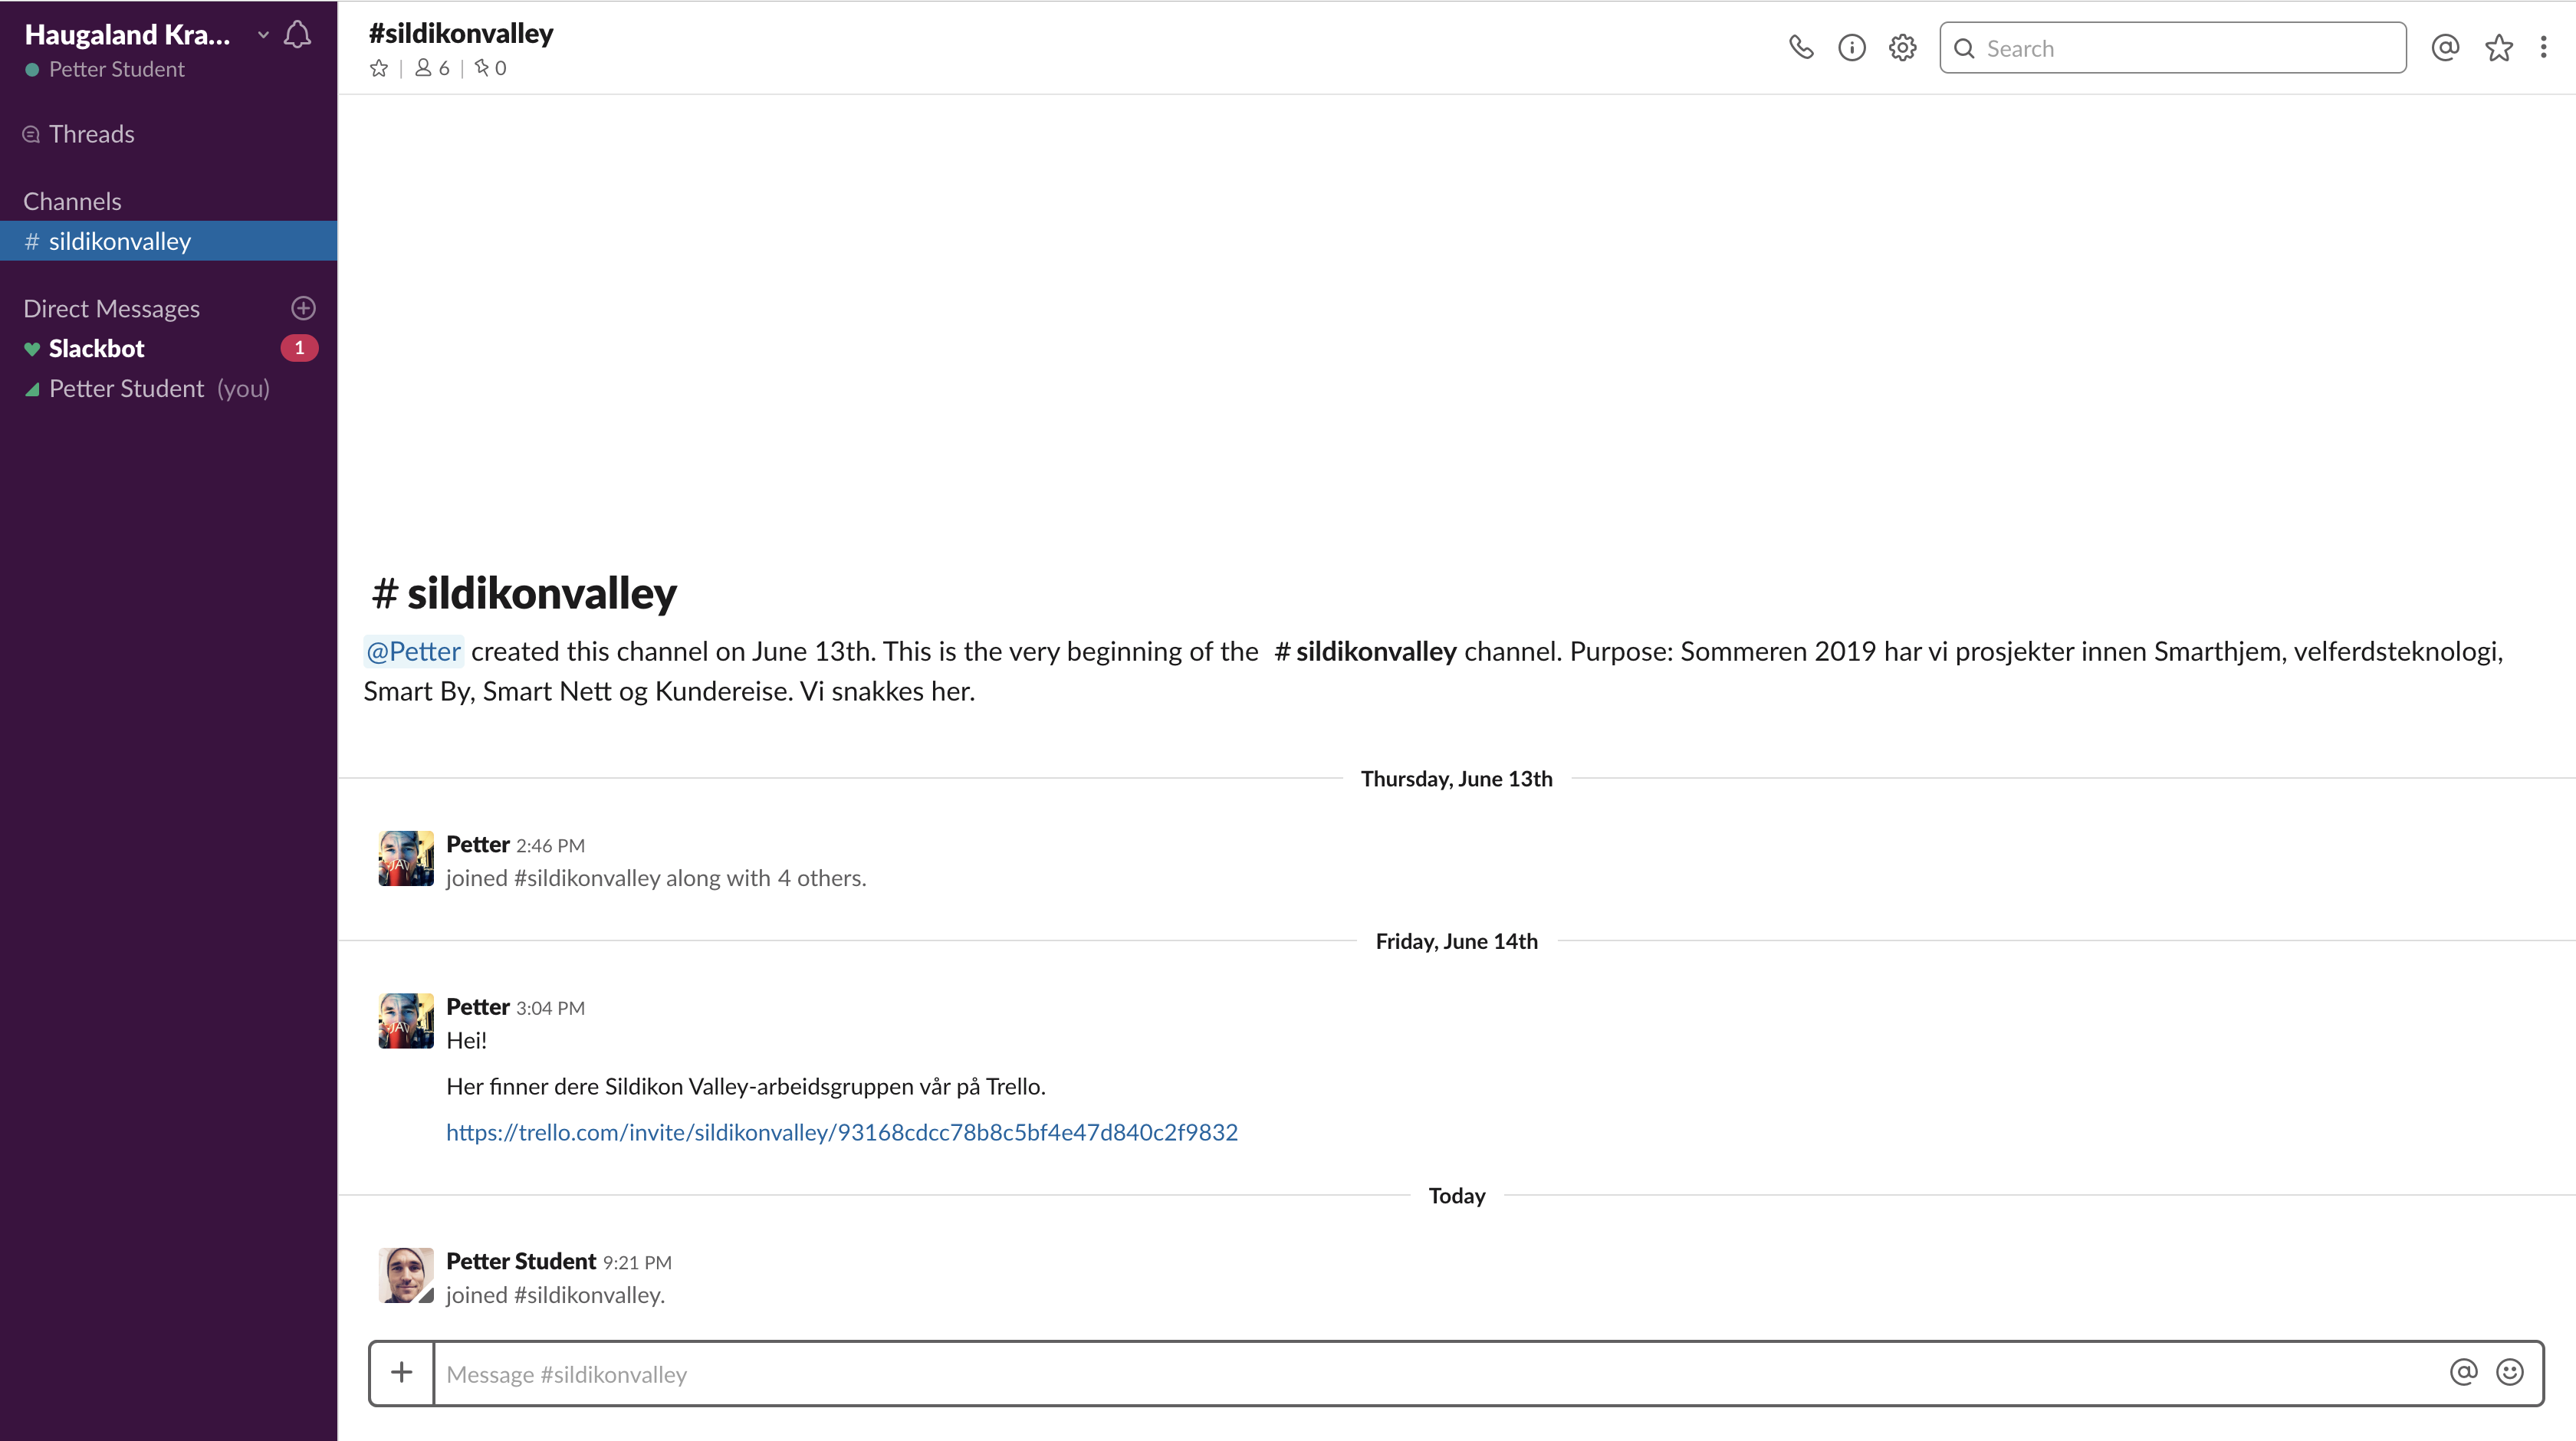 Haugaland Kra...
Petter Student
Threads
Channels
# sildikonvalley
Direct Messages
Slackbot 1
Petter Student (you)
#sildikonvalley
6 0
Search
# sildikonvalley
@Petter created this channel on June 13th. This is the very beginning of the # sildikonvalley channel. Purpose: Sommeren 2019 har vi prosjekter innen Smarthjem, velferdsteknologi,
Smart By, Smart Nett og Kundereise. Vi snakkes her.
Thursday, June 13th
Petter 2:46 PM
joined #sildikonvalley along with 4 others.
Friday, June 14th
Petter 3:04 PM
Hei!
Her finner dere Sildikon Valley-arbeidsgruppen vår på Trello.
https://trello.com/invite/sildikonvalley/93168cdcc78b8c5bf4e47d840c2f9832
Today
Petter Student 9:21 PM
joined #sildikonvalley.
Message #sildikonvalley